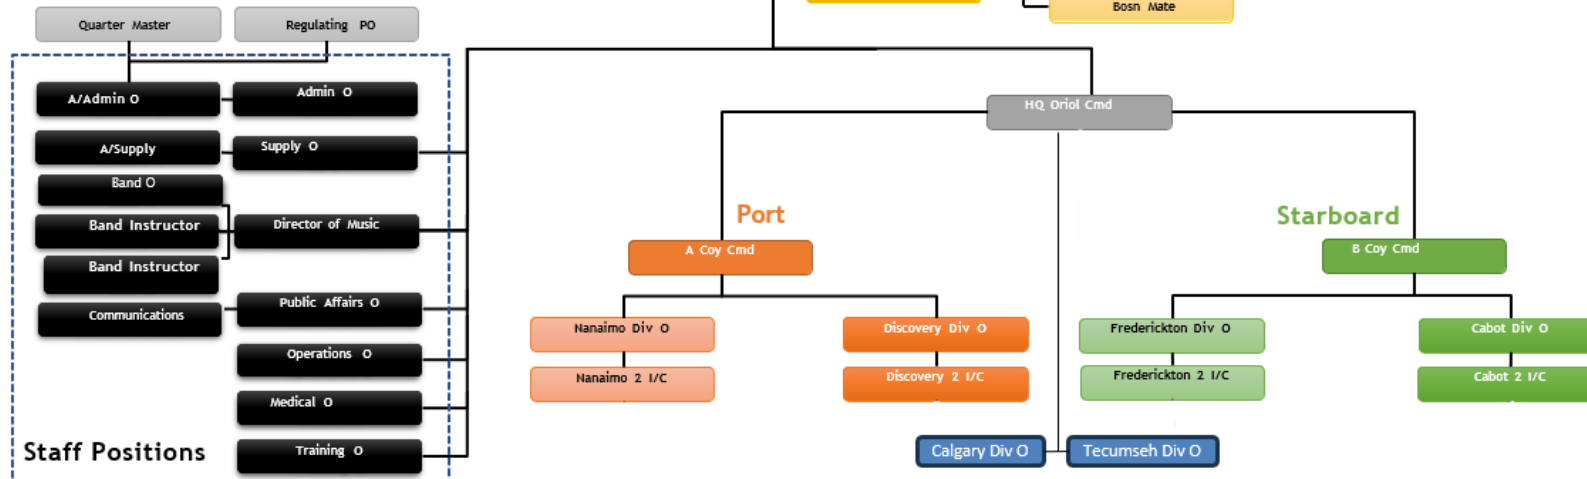 Quarter Master
Regulating PO
Bosn Mate
A/Admin O
Admin O
HQ Oriol Cmd
A/Supply
Supply O
Band O
Band Instructor
Director of Music
Band Instructor
Port
Starboard
A Coy Cmd
B Coy Cmd
Communications
Public Affairs O
Nanaimo Div O
Discovery Div O
Frederickton Div O
Cabot Div O
Operations O
Nanaimo 2 I/C
Discovery 2 I/C
Frederickton 2 I/C
Cabot 2 I/C
Medical O
Staff Positions
Training O
Calgary Div O
Tecumseh Div O